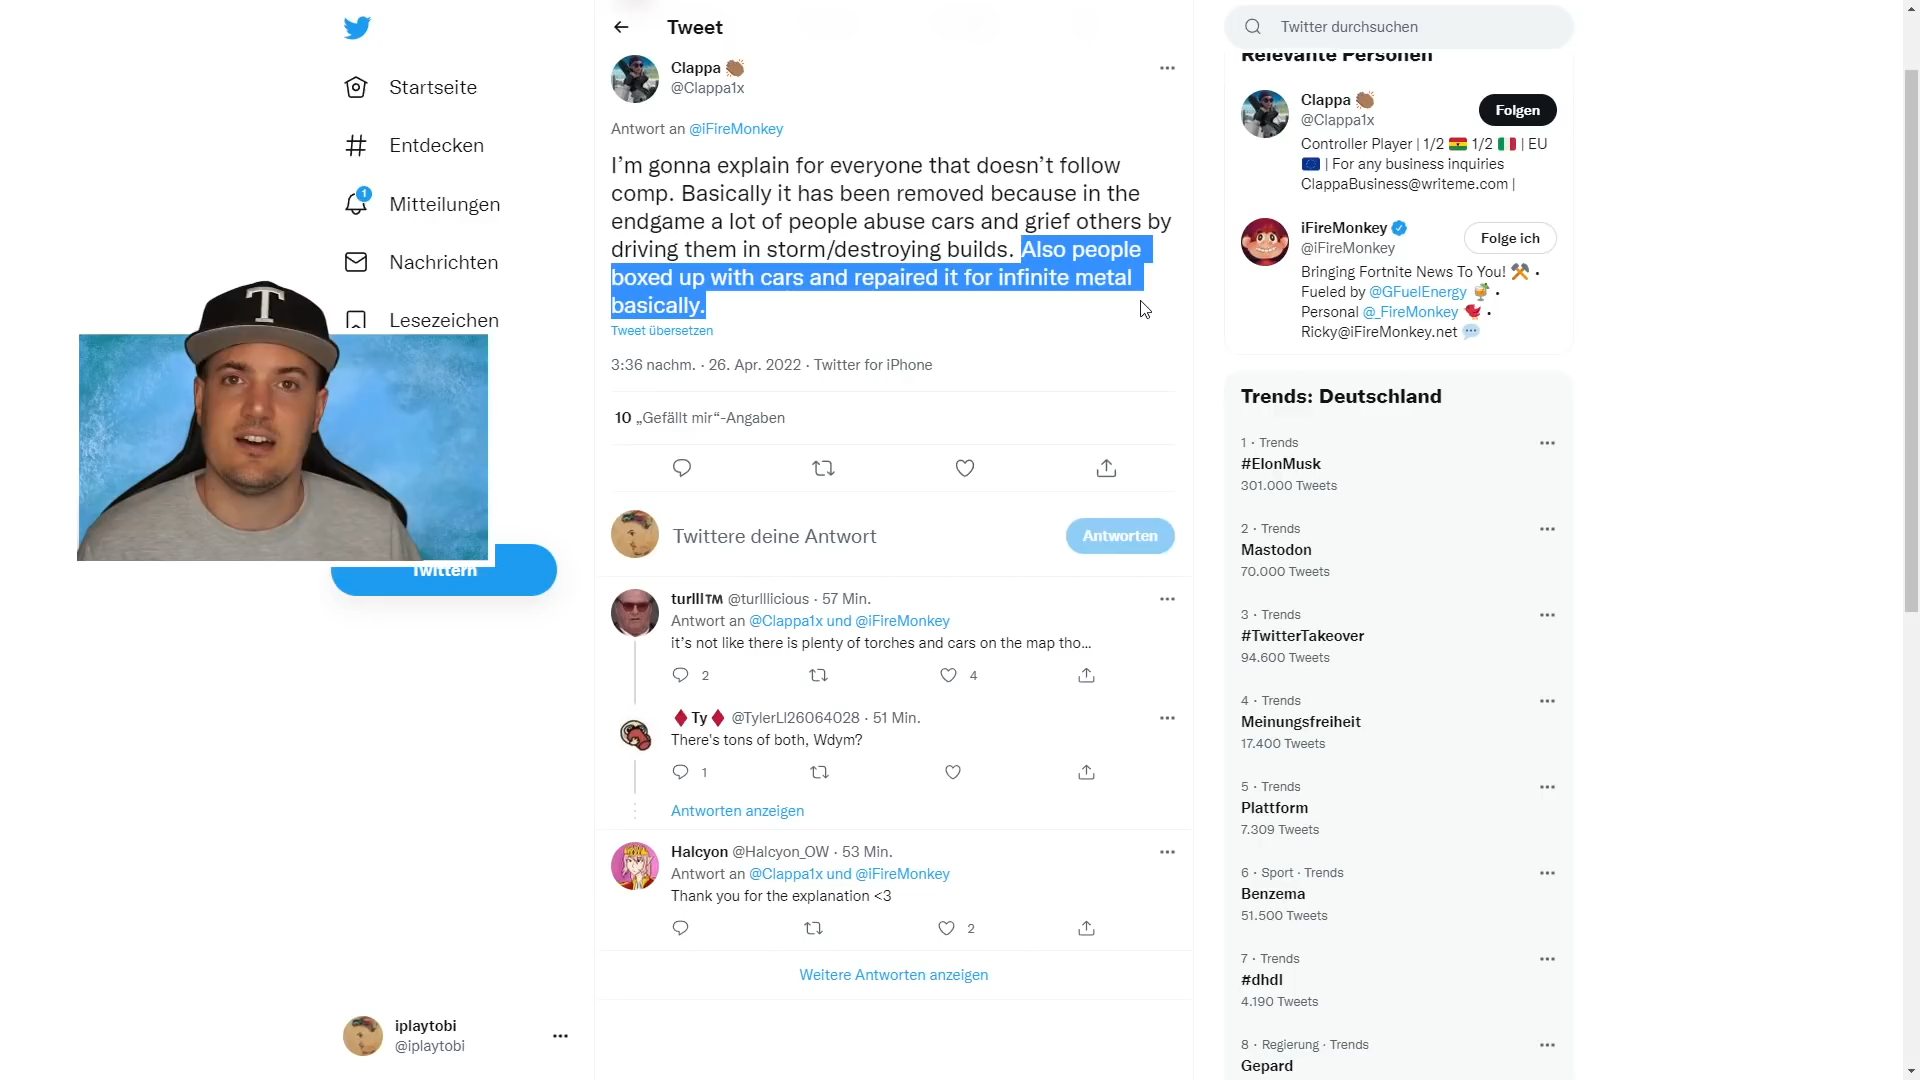 Startseite
Entdecken
1
Mitteilungen
Nachrichten
Lesezeichen
T
Twittern
iplaytobi
@iplaytobi
Tweet
Clappa
@Clappa1x
Antwort an @iFireMonkey
I’m gonna explain for everyone that doesn’t follow
comp. Basically it has been removed because in the
endgame a lot of people abuse cars and grief others by
driving them in storm/destroying builds. Also people
boxed up with cars and repaired it for infinite metal
basically.
Tweet übersetzen
3:36 nachm. · 26. Apr. 2022 · Twitter for iPhone
10 „Gefällt mir“-Angaben
Twittere deine Antwort
Antworten
turlll™ @turlllicious · 57 Min.
Antwort an @Clappa1x und @iFireMonkey
it’s not like there is plenty of torches and cars on the map tho...
2
4
Ty @TylerLl26064028 · 51 Min.
There's tons of both, Wdym?
1
Antworten anzeigen
Halcyon @Halcyon_OW · 53 Min.
Antwort an @Clappa1x und @iFireMonkey
Thank you for the explanation <3
2
Weitere Antworten anzeigen
Twitter durchsuchen
Relevante Personen
Clappa
@Clappa1x
Folgen
Controller Player | 1/2 🇬🇭 1/2 🇮🇹 | EU
🇪🇺 | For any business inquiries
ClappaBusiness@writeme.com |
iFireMonkey
@iFireMonkey
Folge ich
Bringing Fortnite News To You! ⚒️ •
Fueled by @GFuelEnergy 🍹 •
Personal @_FireMonkey 🐦 •
Ricky@iFireMonkey.net 💬
Trends: Deutschland
1 · Trends
#ElonMusk
301.000 Tweets
2 · Trends
Mastodon
70.000 Tweets
3 · Trends
#TwitterTakeover
94.600 Tweets
4 · Trends
Meinungsfreiheit
17.400 Tweets
5 · Trends
Plattform
7.309 Tweets
6 · Sport · Trends
Benzema
51.500 Tweets
7 · Trends
#dhdl
4.190 Tweets
8 · Regierung · Trends
Gepard